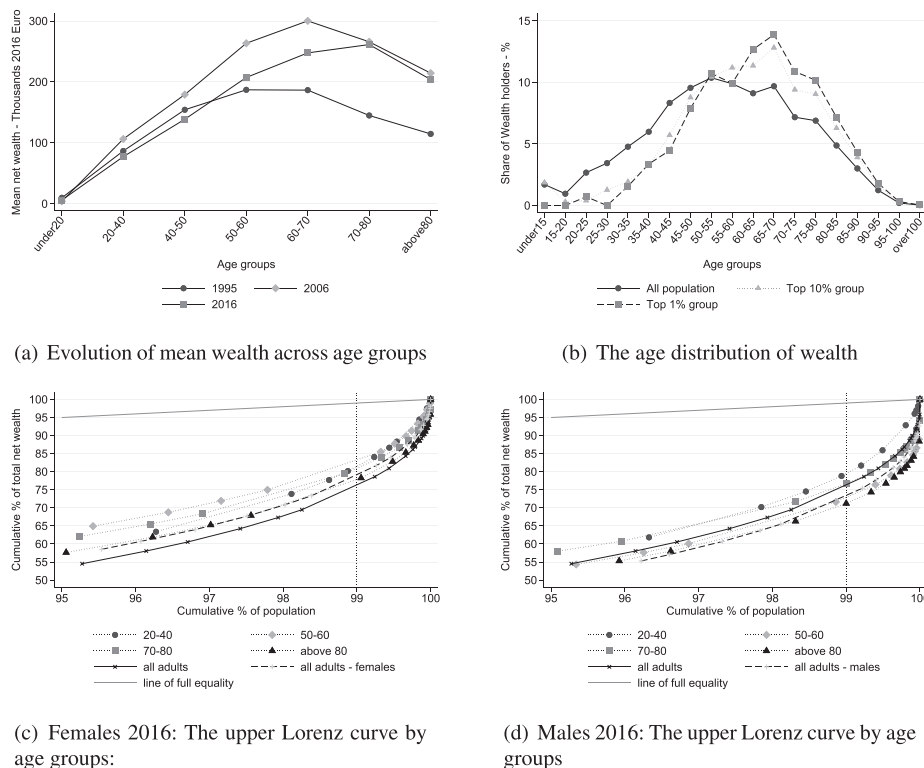 Mean net wealth - Thousands 2016 Euro
300
200
100
0
under20
20-40
40-50
50-60
60-70
70-80
above80
Age groups
1995
2006
2016
(a) Evolution of mean wealth across age groups
Share of Wealth holders - %
15
10
5
0
under15
15-20
20-25
25-30
30-35
35-40
40-45
45-50
50-55
55-60
60-65
65-70
70-75
75-80
80-85
85-90
90-95
95-100
over100
Age groups
All population
Top 10% group
Top 1% group
(b) The age distribution of wealth
Cumulative % of total net wealth
100
95
90
85
80
75
70
65
60
55
50
95
96
97
98
99
100
Cumulative % of population
20-40
50-60
70-80
above 80
all adults
all adults - females
line of full equality
(c) Females 2016: The upper Lorenz curve by
age groups:
Cumulative % of total net wealth
100
95
90
85
80
75
70
65
60
55
50
95
96
97
98
99
10
Cumulative % of population
20-40
50-60
70-80
above 80
all adults
all adults - males
line of full equality
(d) Males 2016: The upper Lorenz curve by age
groups